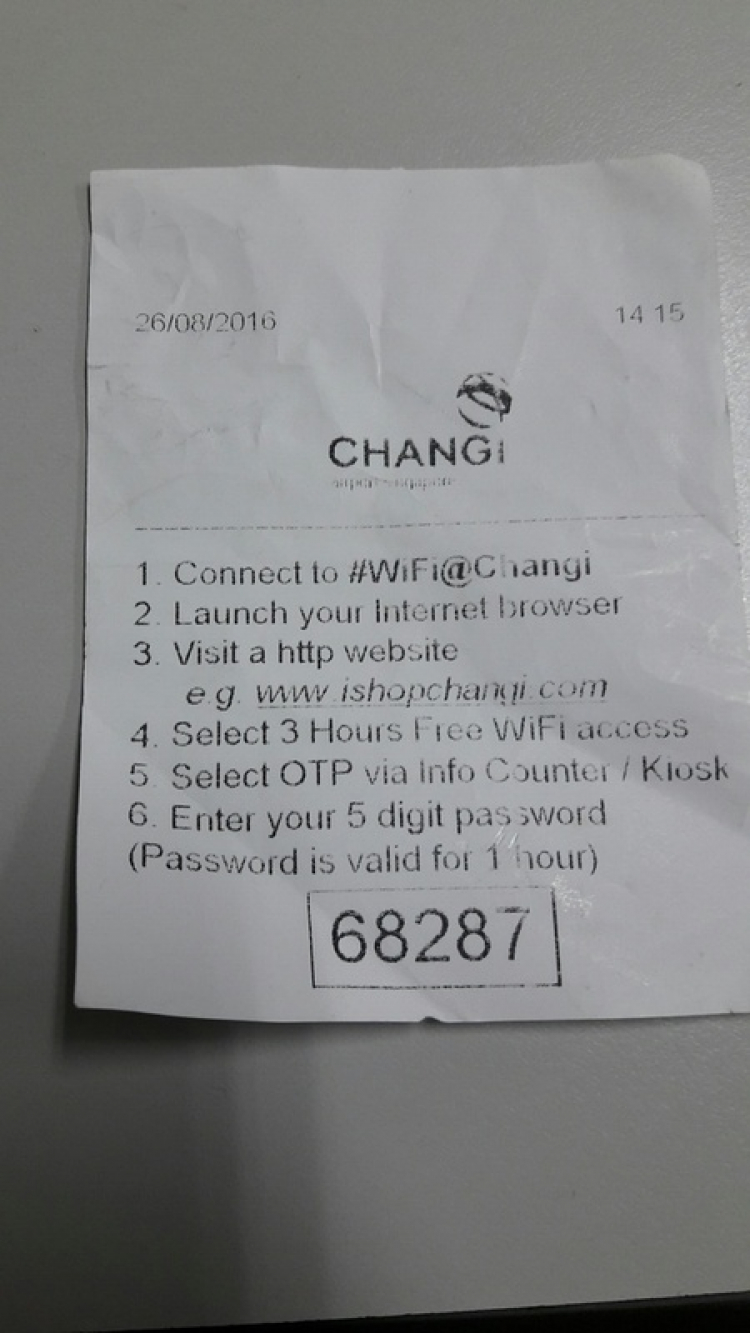 26/08/2016 14 15
CHANGi
airport singapore
1. Connect to #WiFi@Changi
2. Launch your Internet browser
3. Visit a http website
e.g. www.ishopchangi.com
4. Select 3 Hours Free WiFi access
5. Select OTP via Info Counter / Kiosk
6. Enter your 5 digit password
(Password is valid for 1 hour)
68287